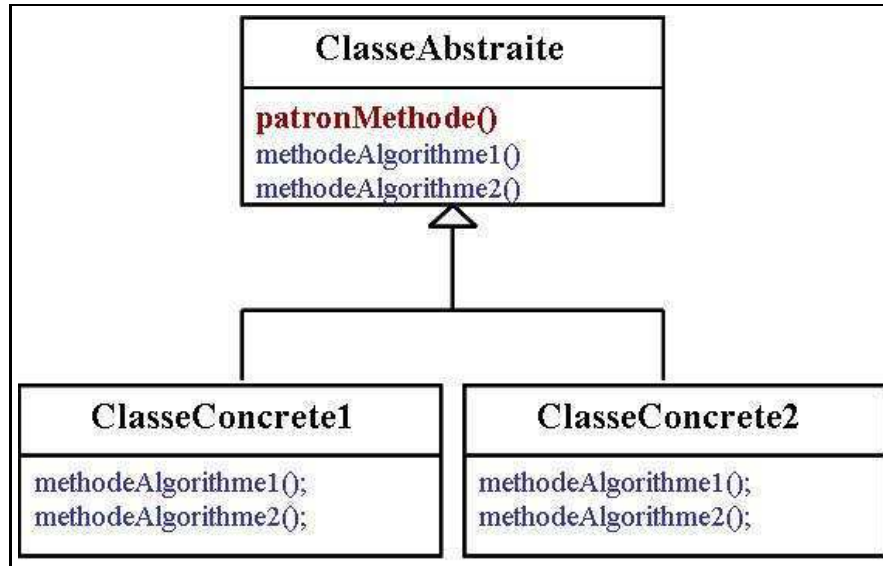 ClasseAbstraite
patronMethode()
methodeAlgorithme1()
methodeAlgorithme2()
ClasseConcrete1
methodeAlgorithme1();
methodeAlgorithme2();
ClasseConcrete2
methodeAlgorithme1();
methodeAlgorithme2();